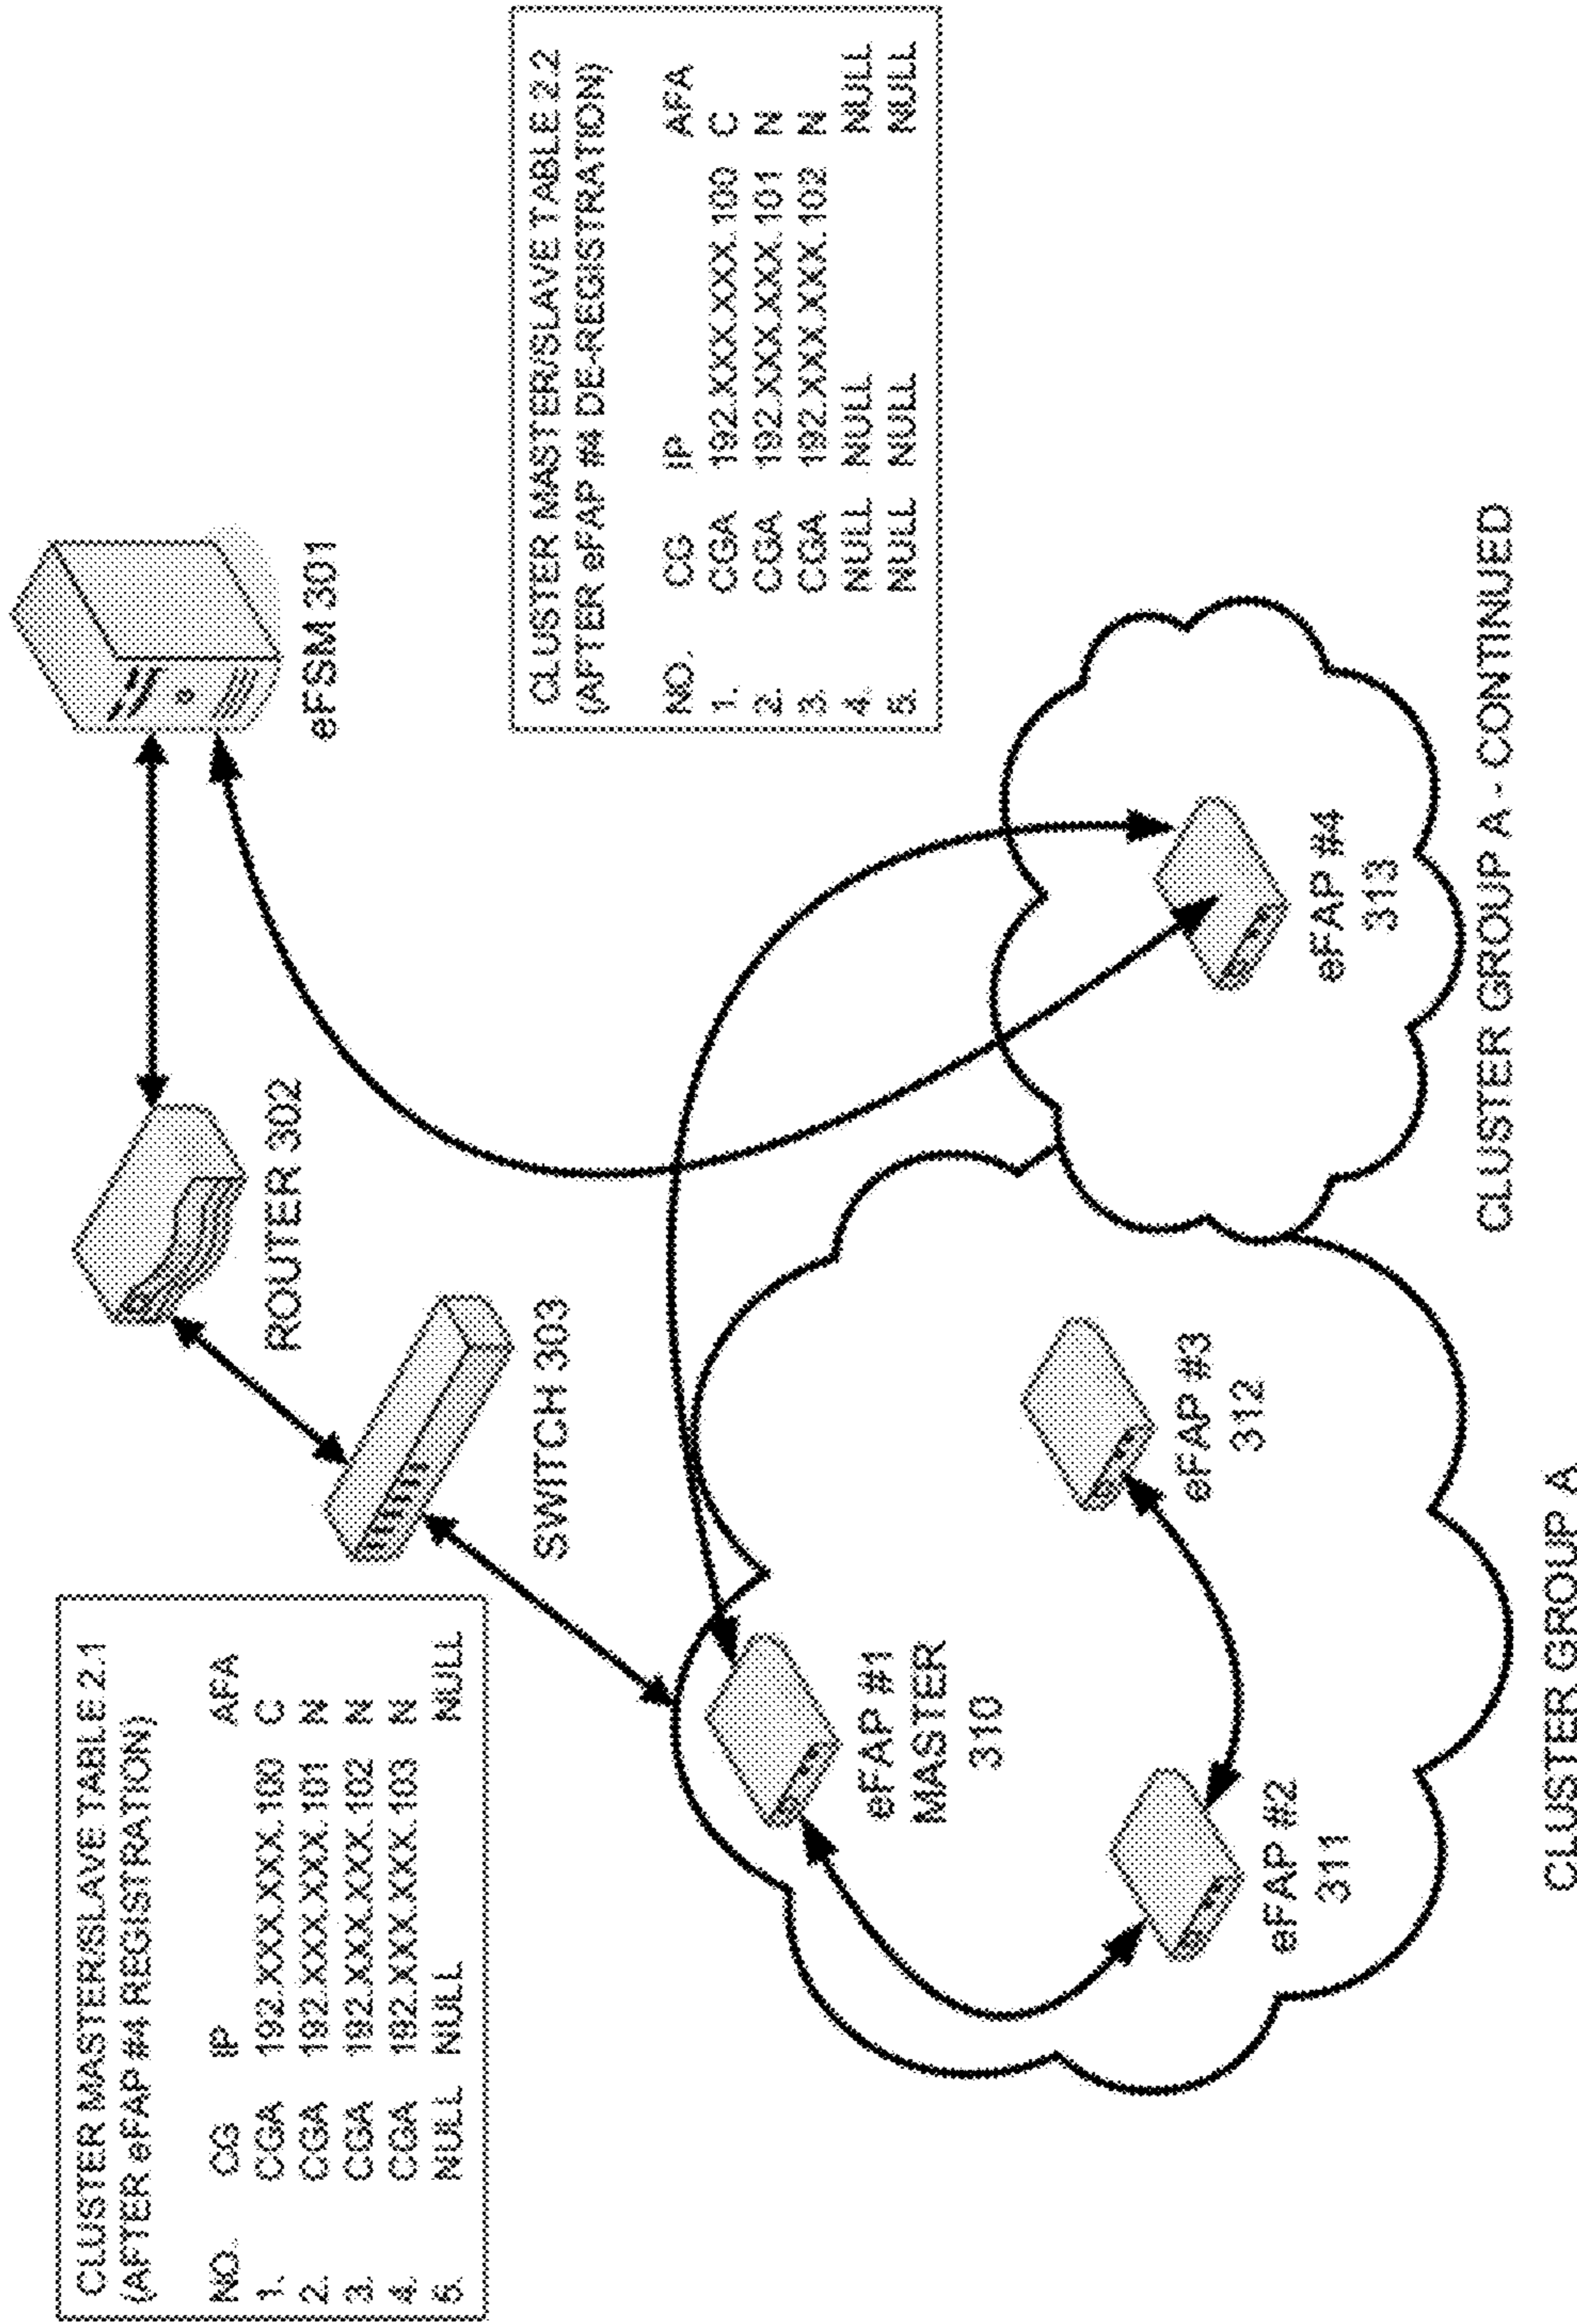 CLUSTER MASTER/SLAVE TABLE 2.1
(AFTER eFAP #4 REGISTRATION)
NO. CG IP AFA
1. CGA 192.XXX.XXX.100 C
2. CGA 192.XXX.XXX.101 N
3. CGA 192.XXX.XXX.102 N
4. CGA 192.XXX.XXX.103 N
5. NULL NULL NULL
ROUTER 302
eFSM 301
SWITCH 303
CLUSTER MASTER/SLAVE TABLE 2.2
(AFTER eFAP #4 DE-REGISTRATION)
NO. CG IP AFA
1. CGA 192.XXX.XXX.100 C
2. CGA 192.XXX.XXX.101 N
3. CGA 192.XXX.XXX.102 N
4. NULL NULL NULL
5. NULL NULL NULL
eFAP #1
MASTER
310
eFAP #2
311
eFAP #3
312
eFAP #4
313
CLUSTER GROUP A
CLUSTER GROUP A - CONTINUED